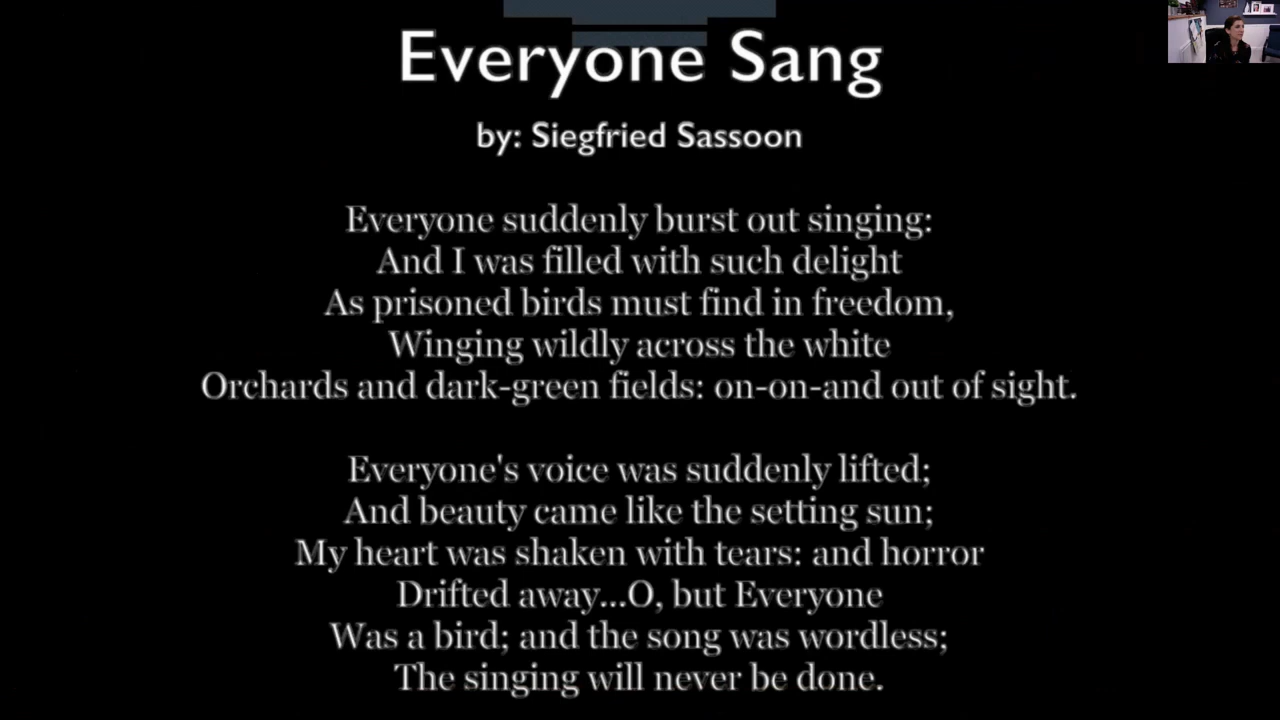 Everyone Sang
by: Siegfried Sassoon
Everyone suddenly burst out singing:
And I was filled with such delight
As prisoned birds must find in freedom,
Winging wildly across the white
Orchards and dark-green fields: on-on-and out of sight.
Everyone's voice was suddenly lifted;
And beauty came like the setting sun;
My heart was shaken with tears: and horror
Drifted away...O, but Everyone
Was a bird; and the song was wordless;
The singing will never be done.